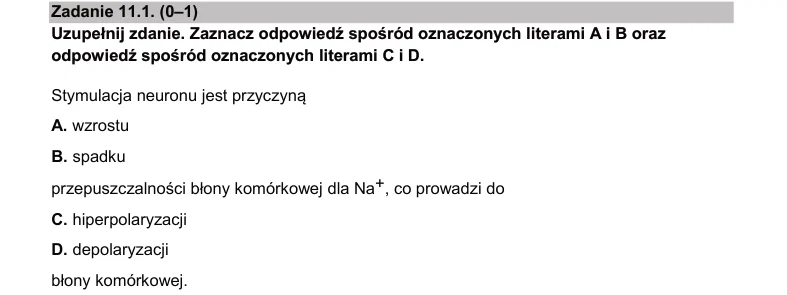 Zadanie 11.1. (0–1)
Uzupełnij zdanie. Zaznacz odpowiedź spośród oznaczonych literami A i B oraz
odpowiedź spośród oznaczonych literami C i D.
Stymulacja neuronu jest przyczyną
A. wzrostu
B. spadku
przepuszczalności błony komórkowej dla Na⁺, co prowadzi do
C. hiperpolaryzacji
D. depolaryzacji
błony komórkowej.